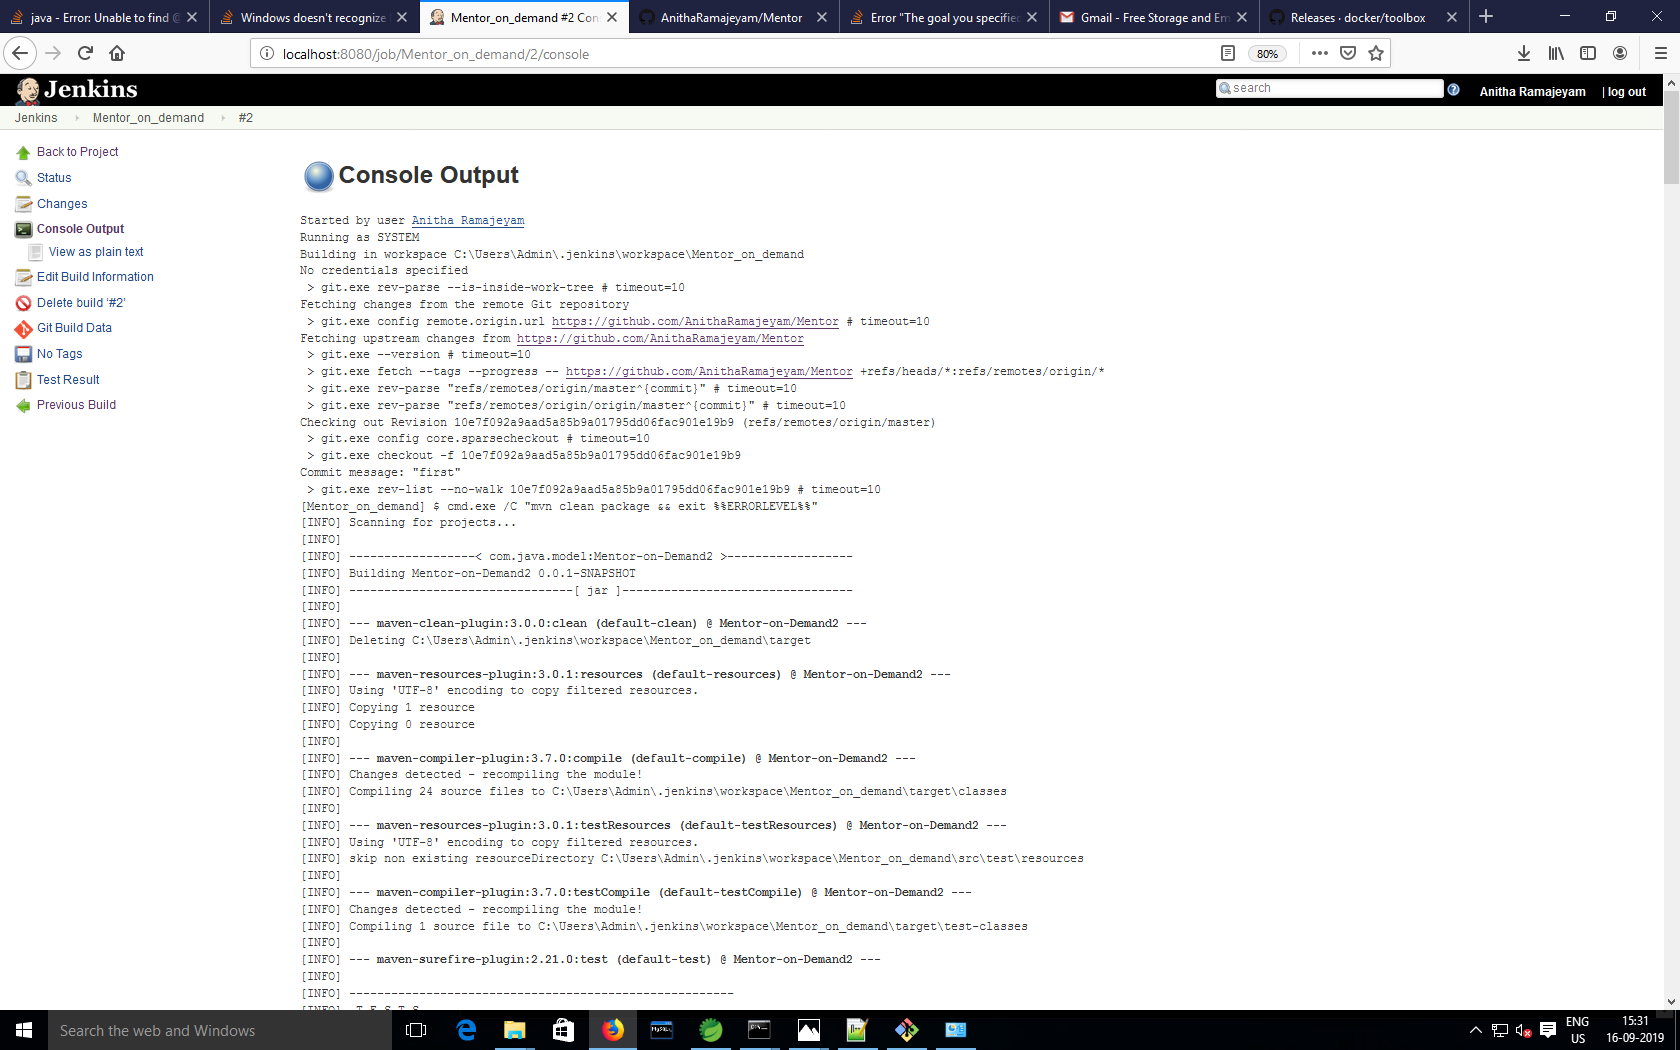 java - Error: Unable to find @
Windows doesn't recognize
Mentor_on_demand #2 Con
AnithaRamajeyam/Mentor
Error "The goal you specified
Gmail - Free Storage and Em
Releases · docker/toolbox
localhost:8080/job/Mentor_on_demand/2/console
80%
Jenkins
search
Anitha Ramajeyam
| log out
Jenkins
Mentor_on_demand
#2
Back to Project
Status
Changes
Console Output
View as plain text
Edit Build Information
Delete build ‘#2’
Git Build Data
No Tags
Test Result
Previous Build
Console Output
Started by user Anitha Ramajeyam
Running as SYSTEM
Building in workspace C:\Users\Admin\.jenkins\workspace\Mentor_on_demand
No credentials specified
> git.exe rev-parse --is-inside-work-tree # timeout=10
Fetching changes from the remote Git repository
> git.exe config remote.origin.url https://github.com/AnithaRamajeyam/Mentor # timeout=10
Fetching upstream changes from https://github.com/AnithaRamajeyam/Mentor
> git.exe --version # timeout=10
> git.exe fetch --tags --progress -- https://github.com/AnithaRamajeyam/Mentor +refs/heads/*:refs/remotes/origin/*
> git.exe rev-parse "refs/remotes/origin/master^{commit}" # timeout=10
> git.exe rev-parse "refs/remotes/origin/origin/master^{commit}" # timeout=10
Checking out Revision 10e7f092a9aad5a85b9a01795dd06fac901e19b9 (refs/remotes/origin/master)
> git.exe config core.sparsecheckout # timeout=10
> git.exe checkout -f 10e7f092a9aad5a85b9a01795dd06fac901e19b9
Commit message: "first"
> git.exe rev-list --no-walk 10e7f092a9aad5a85b9a01795dd06fac901e19b9 # timeout=10
[Mentor_on_demand] $ cmd.exe /C "mvn clean package && exit %%ERRORLEVEL%%"
[INFO] Scanning for projects...
[INFO]
[INFO] ------------------< com.java.model:Mentor-on-Demand2 >------------------
[INFO] Building Mentor-on-Demand2 0.0.1-SNAPSHOT
[INFO] --------------------------------[ jar ]---------------------------------
[INFO]
[INFO] --- maven-clean-plugin:3.0.0:clean (default-clean) @ Mentor-on-Demand2 ---
[INFO] Deleting C:\Users\Admin\.jenkins\workspace\Mentor_on_demand\target
[INFO]
[INFO] --- maven-resources-plugin:3.0.1:resources (default-resources) @ Mentor-on-Demand2 ---
[INFO] Using 'UTF-8' encoding to copy filtered resources.
[INFO] Copying 1 resource
[INFO] Copying 0 resource
[INFO]
[INFO] --- maven-compiler-plugin:3.7.0:compile (default-compile) @ Mentor-on-Demand2 ---
[INFO] Changes detected - recompiling the module!
[INFO] Compiling 24 source files to C:\Users\Admin\.jenkins\workspace\Mentor_on_demand\target\classes
[INFO]
[INFO] --- maven-resources-plugin:3.0.1:testResources (default-testResources) @ Mentor-on-Demand2 ---
[INFO] Using 'UTF-8' encoding to copy filtered resources.
[INFO] skip non existing resourceDirectory C:\Users\Admin\.jenkins\workspace\Mentor_on_demand\src\test\resources
[INFO]
[INFO] --- maven-compiler-plugin:3.7.0:testCompile (default-testCompile) @ Mentor-on-Demand2 ---
[INFO] Changes detected - recompiling the module!
[INFO] Compiling 1 source file to C:\Users\Admin\.jenkins\workspace\Mentor_on_demand\target\test-classes
[INFO]
[INFO] --- maven-surefire-plugin:2.21.0:test (default-test) @ Mentor-on-Demand2 ---
[INFO]
[INFO] -------------------------------------------------------
[INFO] T E S T S
Search the web and Windows
ENG
US
15:31
16-09-2019